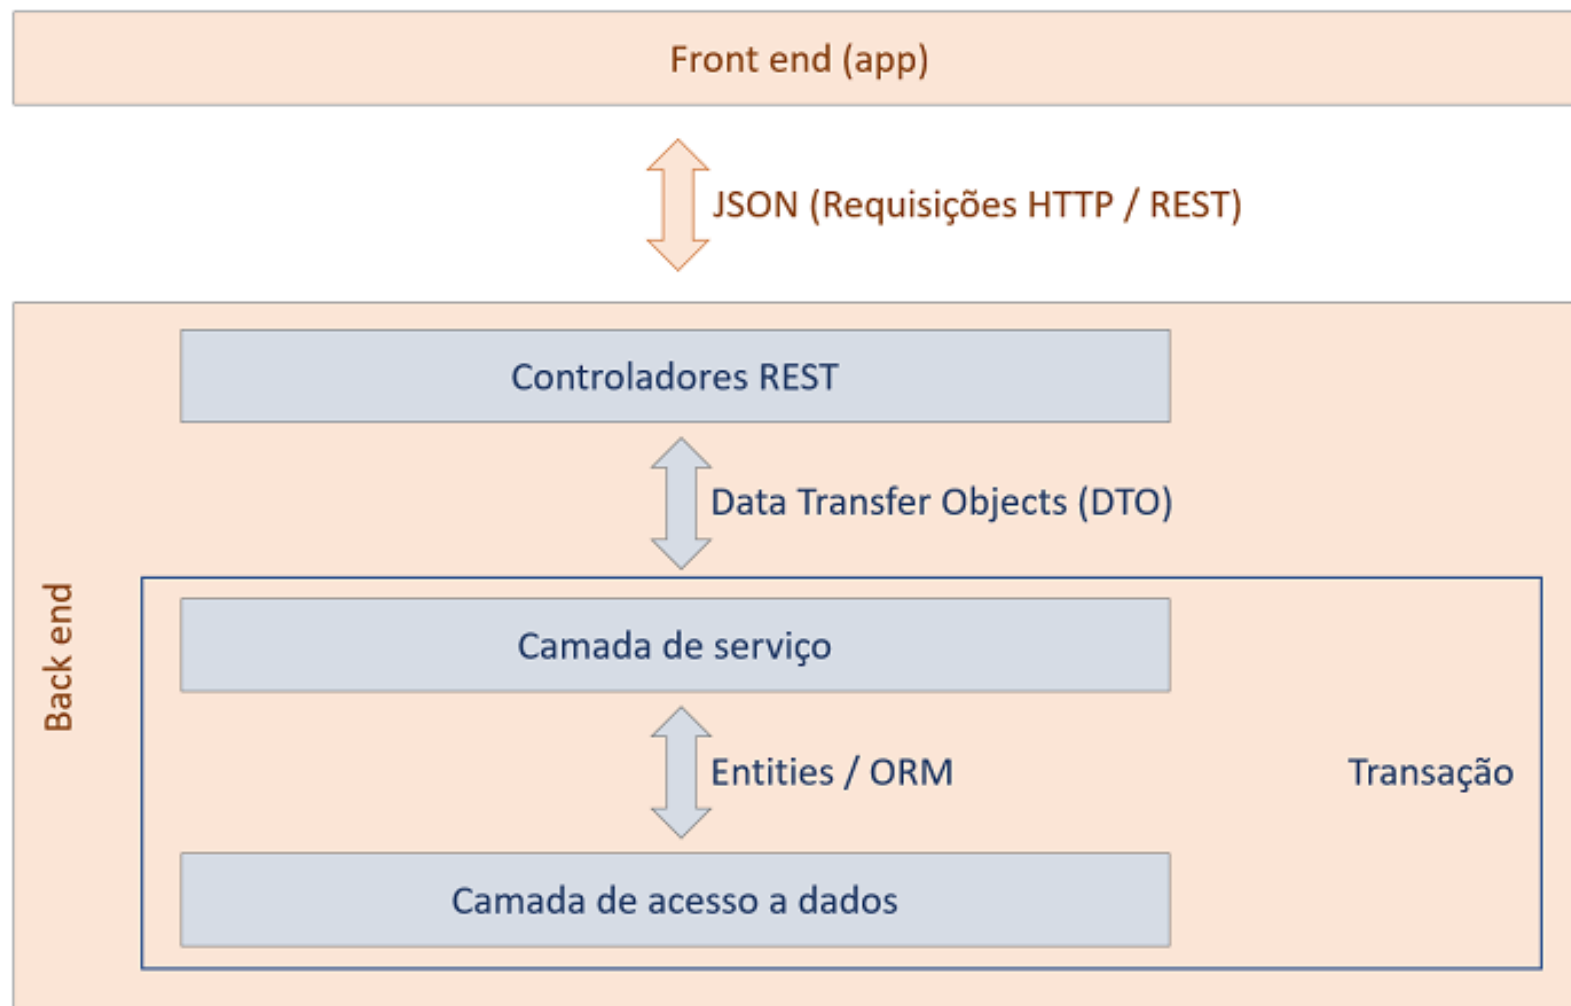 Front end (app)
JSON (Requisições HTTP / REST)
Controladores REST
Data Transfer Objects (DTO)
Back end
Camada de serviço
Entities / ORM
Transação
Camada de acesso a dados